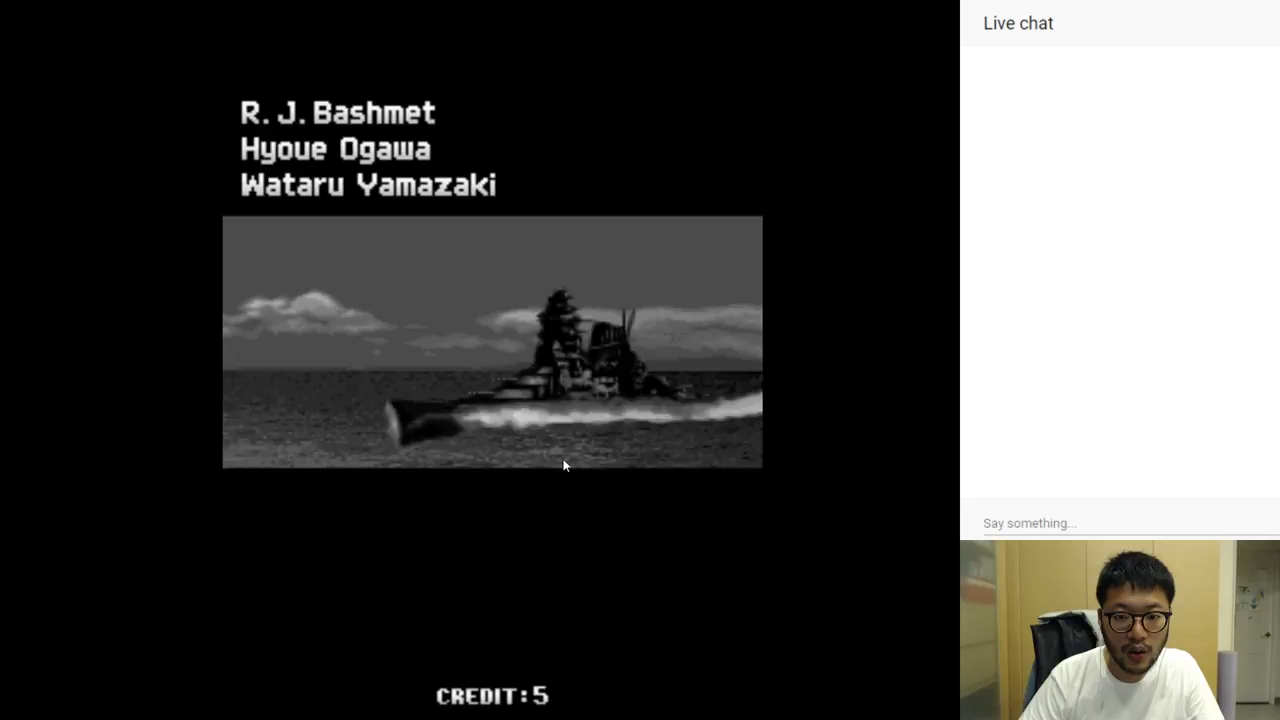 R.J.Bashmet
Hyoue Ogawa
Wataru Yamazaki
CREDIT:5
Live chat
Say something...